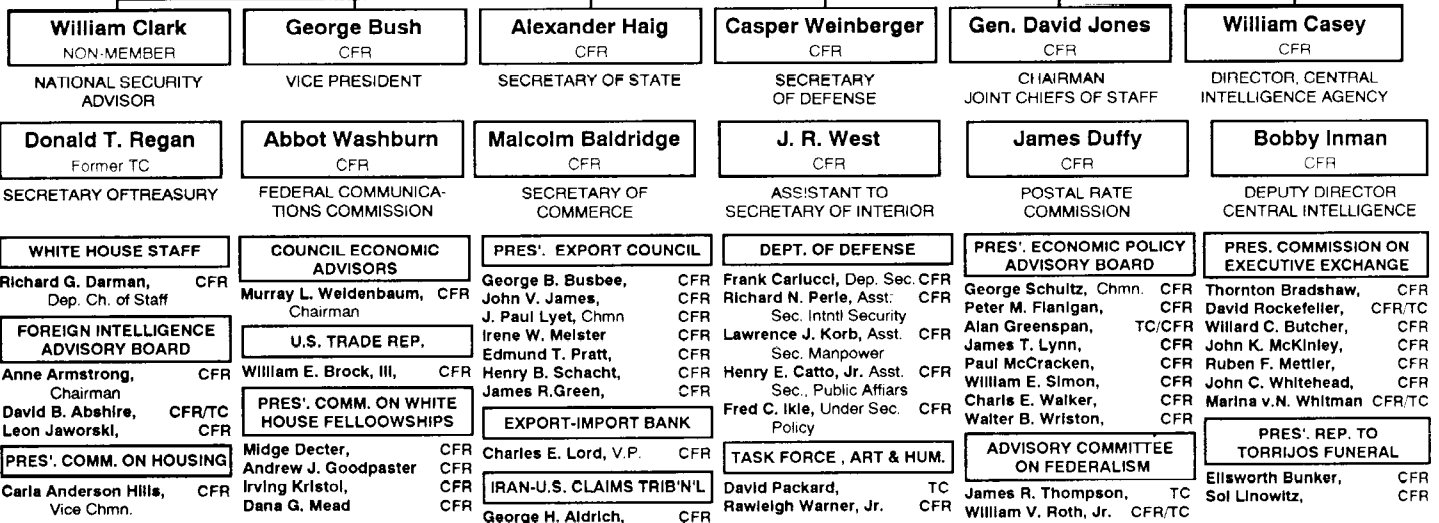 William Clark
NON-MEMBER
NATIONAL SECURITY
ADVISOR
George Bush
CFR
VICE PRESIDENT
Alexander Haig
CFR
SECRETARY OF STATE
Casper Weinberger
CFR
SECRETARY
OF DEFENSE
Gen. David Jones
CFR
CHAIRMAN
JOINT CHIEFS OF STAFF
William Casey
CFR
DIRECTOR, CENTRAL
INTELLIGENCE AGENCY
Donald T. Regan
Former TC
SECRETARY OFTREASURY
Abbot Washburn
CFR
FEDERAL COMMUNICA-
TIONS COMMISSION
Malcolm Baldridge
CFR
SECRETARY OF
COMMERCE
J. R. West
CFR
ASSISTANT TO
SECRETARY OF INTERIOR
James Duffy
CFR
POSTAL RATE
COMMISSION
Bobby Inman
CFR
DEPUTY DIRECTOR
CENTRAL INTELLIGENCE
WHITE HOUSE STAFF
Richard G. Darman, CFR
Dep. Ch. of Staff
FOREIGN INTELLIGENCE
ADVISORY BOARD
Anne Armstrong, CFR
Chairman
David B. Abshire, CFR/TC
Leon Jaworski, CFR
PRES'. COMM. ON HOUSING
Carla Anderson Hills, CFR
Vice Chmn.
COUNCIL ECONOMIC
ADVISORS
Murray L. Weidenbaum, CFR
Chairman
U.S. TRADE REP.
William E. Brock, III, CFR
PRES'. COMM. ON WHITE
HOUSE FELLOOWSHIPS
Midge Decter, CFR
Andrew J. Goodpaster CFR
Irving Kristol, CFR
Dana G. Mead CFR
PRES'. EXPORT COUNCIL
George B. Busbee, CFR
John V. James, CFR
J. Paul Lyet, Chmn CFR
Irene W. Meister CFR
Edmund T. Pratt, CFR
Henry B. Schacht, CFR
James R.Green, CFR
EXPORT-IMPORT BANK
Charles E. Lord, V.P. CFR
IRAN-U.S. CLAIMS TRIB'N'L
George H. Aldrich, CFR
DEPT. OF DEFENSE
Frank Carlucci, Dep. Sec. CFR
Richard N. Perle, Asst. CFR
Sec. Intntl Security
Lawrence J. Korb, Asst. CFR
Sec. Manpower
Henry E. Catto, Jr. Asst. CFR
Sec., Public Affiars
Fred C. Ikle, Under Sec. CFR
Policy
TASK FORCE , ART & HUM.
David Packard, TC
Rawleigh Warner, Jr. CFR
PRES'. ECONOMIC POLICY
ADVISORY BOARD
George Schultz, Chmn. CFR
Peter M. Flanigan, CFR
Alan Greenspan, TC/CFR
James T. Lynn, CFR
Paul McCracken, CFR
William E. Simon, CFR
Charls E. Walker, CFR
Walter B. Wriston, CFR
ADVISORY COMMITTEE
ON FEDERALISM
James R. Thompson, TC
William V. Roth, Jr. CFR/TC
PRES. COMMISSION ON
EXECUTIVE EXCHANGE
Thornton Bradshaw, CFR
David Rockefeller, CFR/TC
Willard C. Butcher, CFR
John K. McKinley, CFR
Ruben F. Mettler, CFR
John C. Whitehead, CFR
Marina v.N. Whitman CFR/TC
PRES'. REP. TO
TORRIJOS FUNERAL
Ellsworth Bunker, CFR
Sol Linowitz, CFR